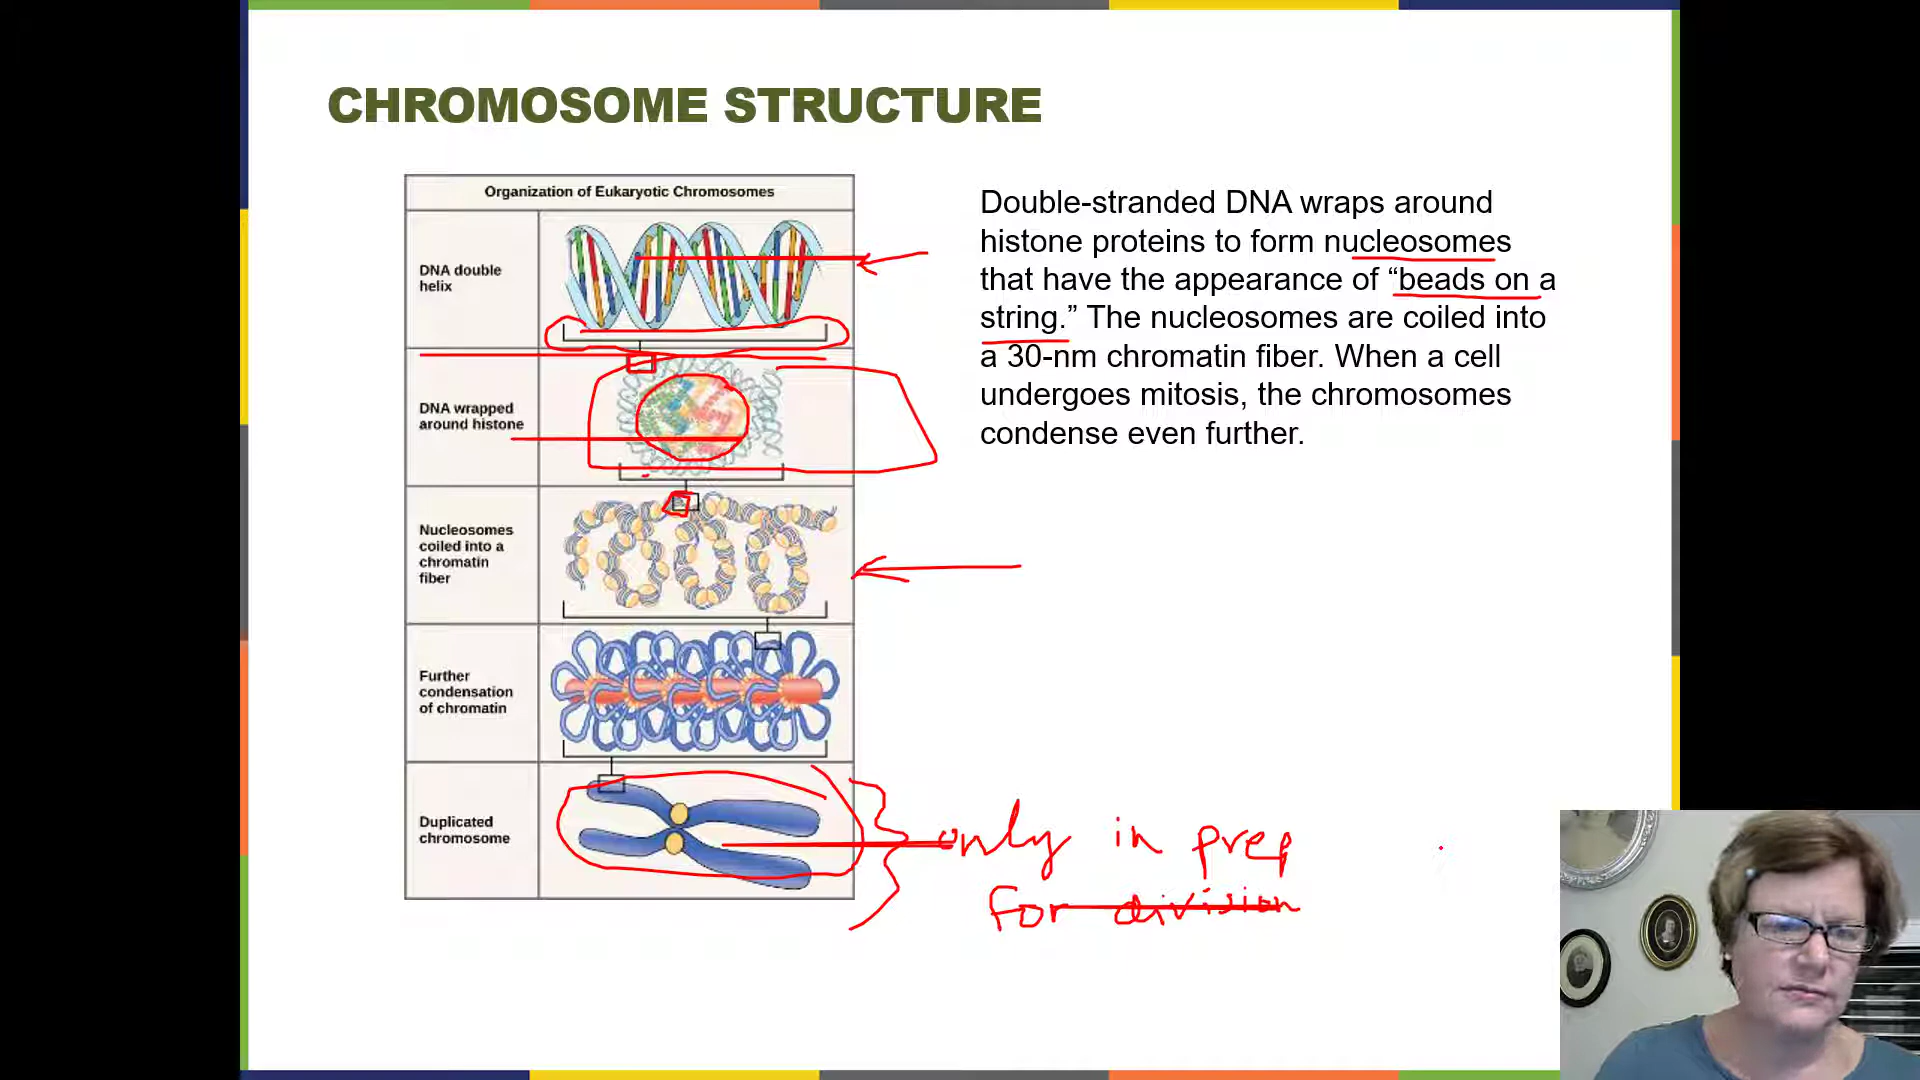 CHROMOSOME STRUCTURE
Organization of Eukaryotic Chromosomes
DNA double
helix
DNA wrapped
around histone
Nucleosomes
coiled into a
chromatin
fiber
Further
condensation
of chromatin
Duplicated
chromosome
Double-stranded DNA wraps around
histone proteins to form nucleosomes
that have the appearance of “beads on a
string.” The nucleosomes are coiled into
a 30-nm chromatin fiber. When a cell
undergoes mitosis, the chromosomes
condense even further.
only in prep
for division